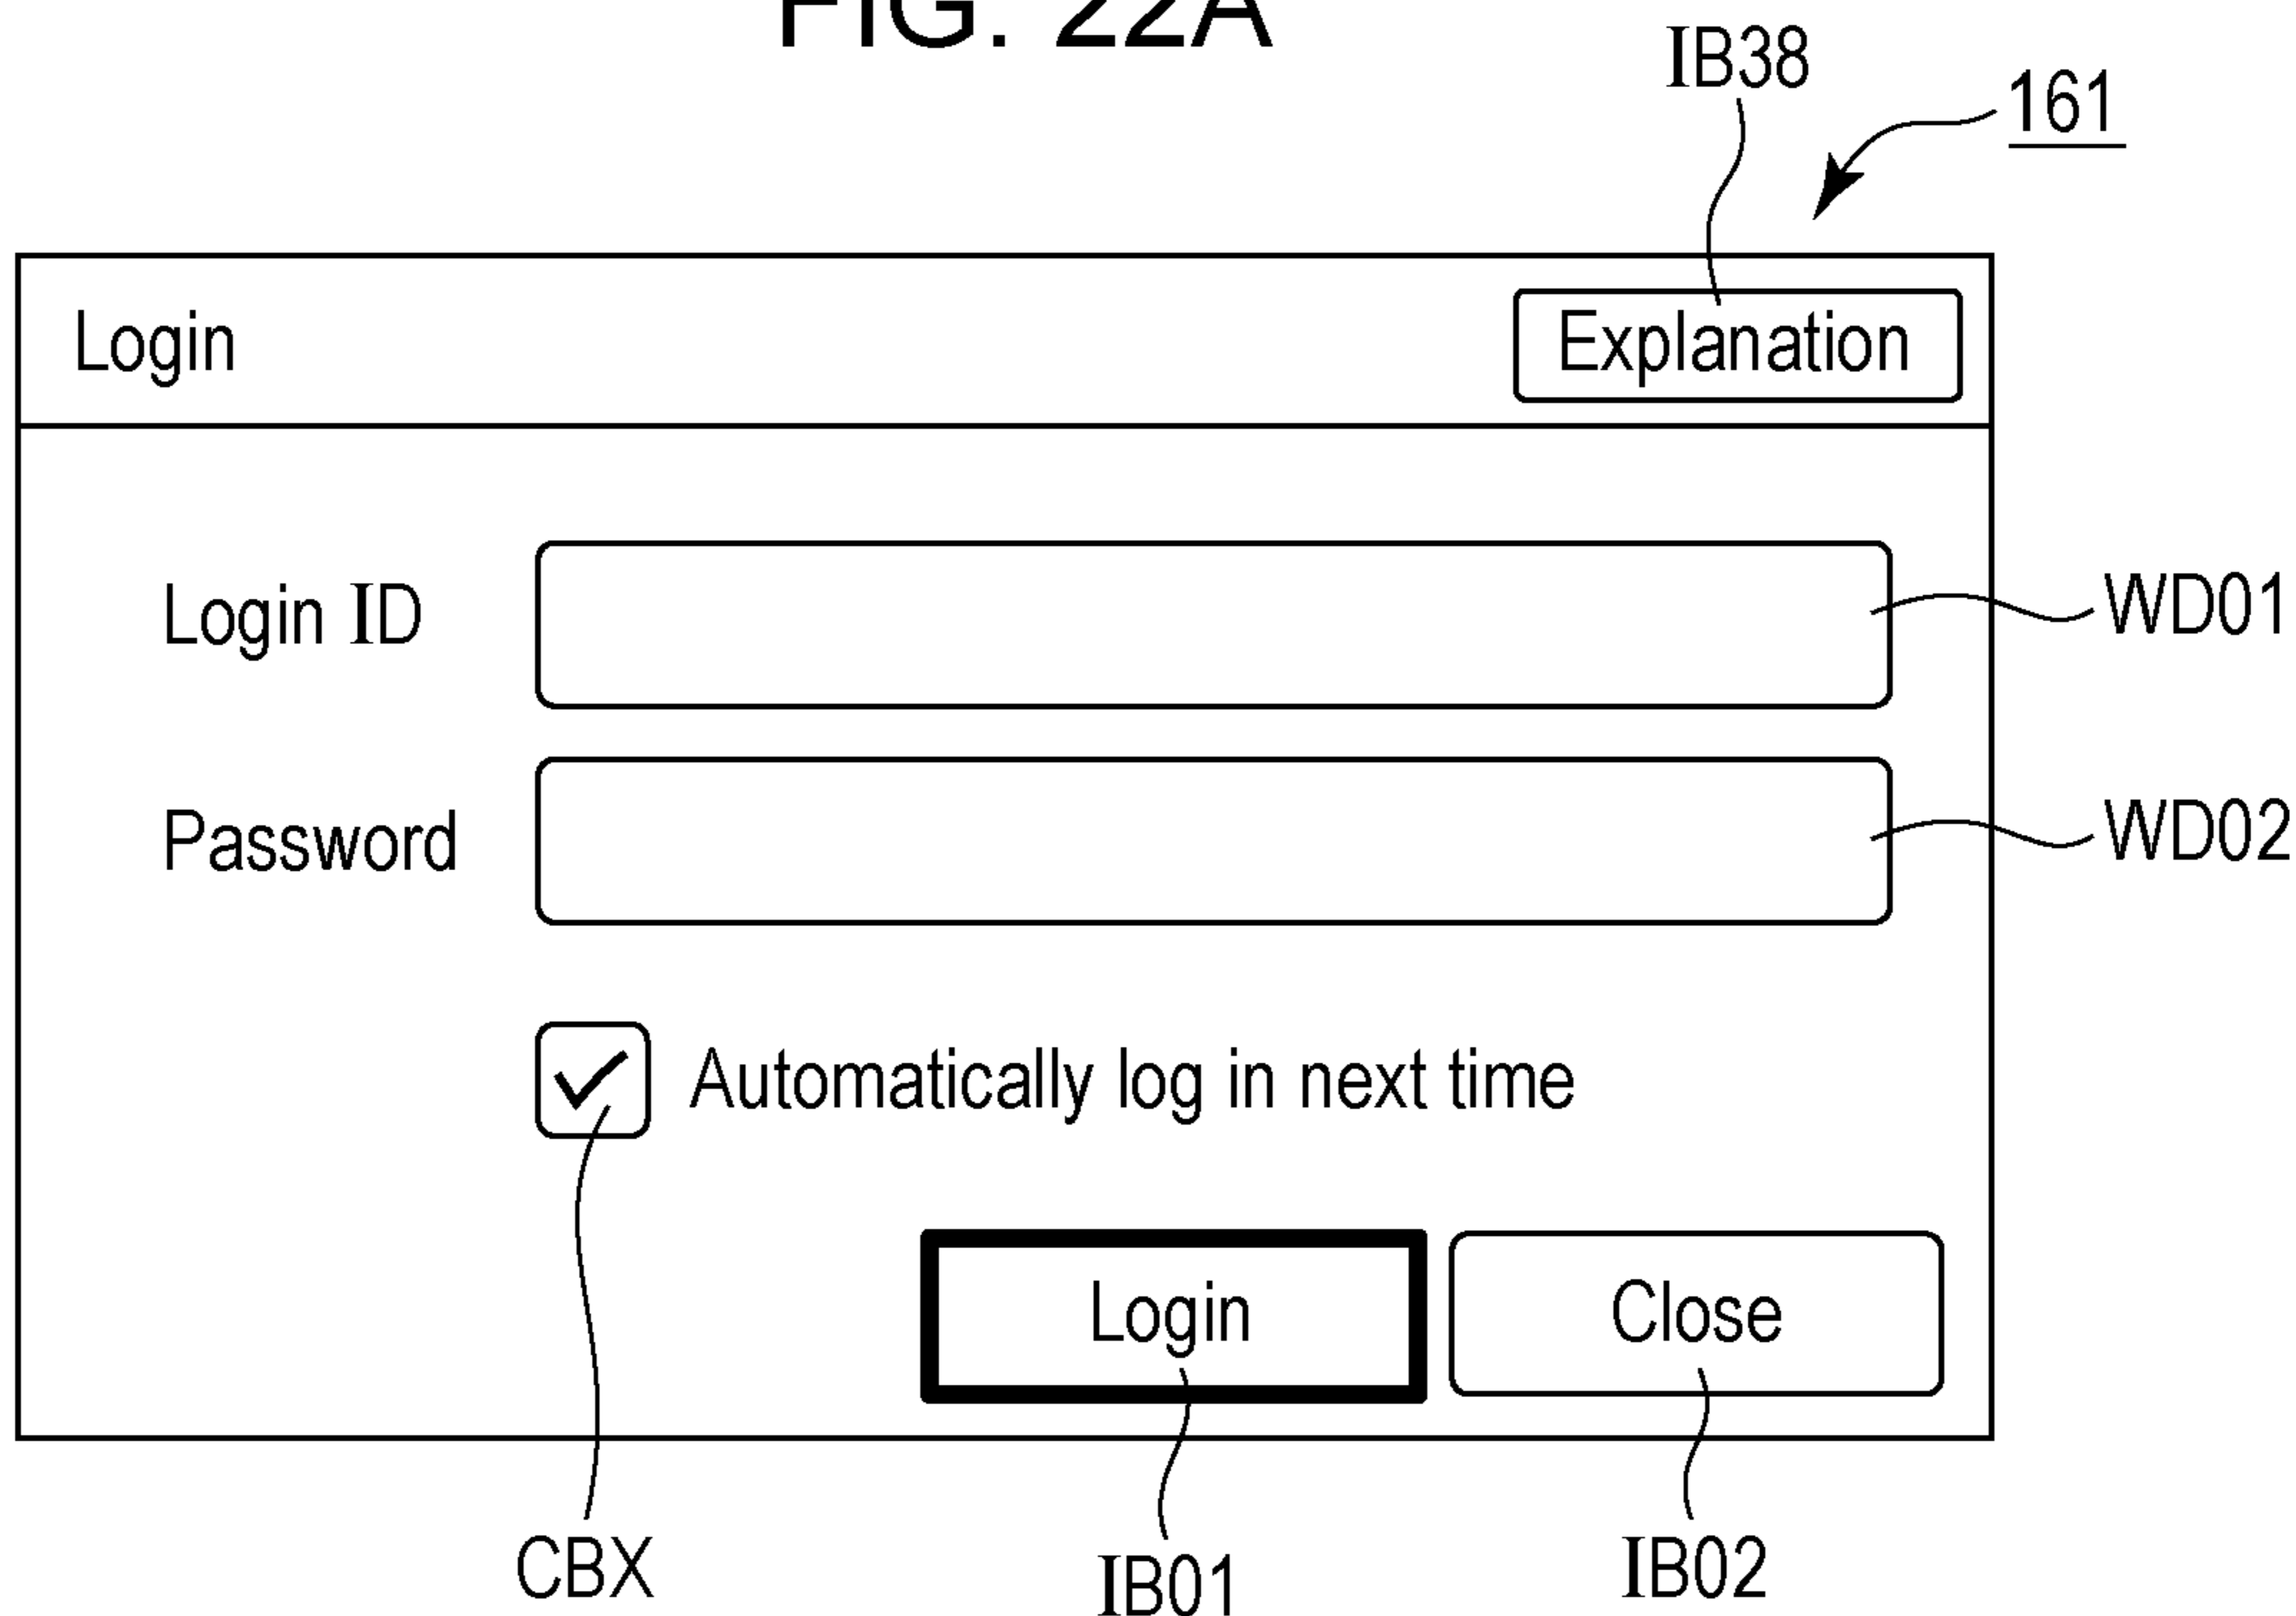 FIG. 22A
IB38
161
Login
Explanation
Login ID
WD01
Password
WD02
Automatically log in next time
Login
Close
CBX
IB01
IB02